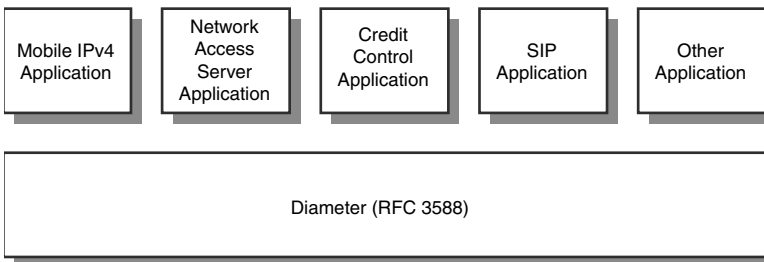 Mobile IPv4
Application
Network
Access
Server
Application
Credit
Control
Application
SIP
Application
Other
Application
Diameter (RFC 3588)